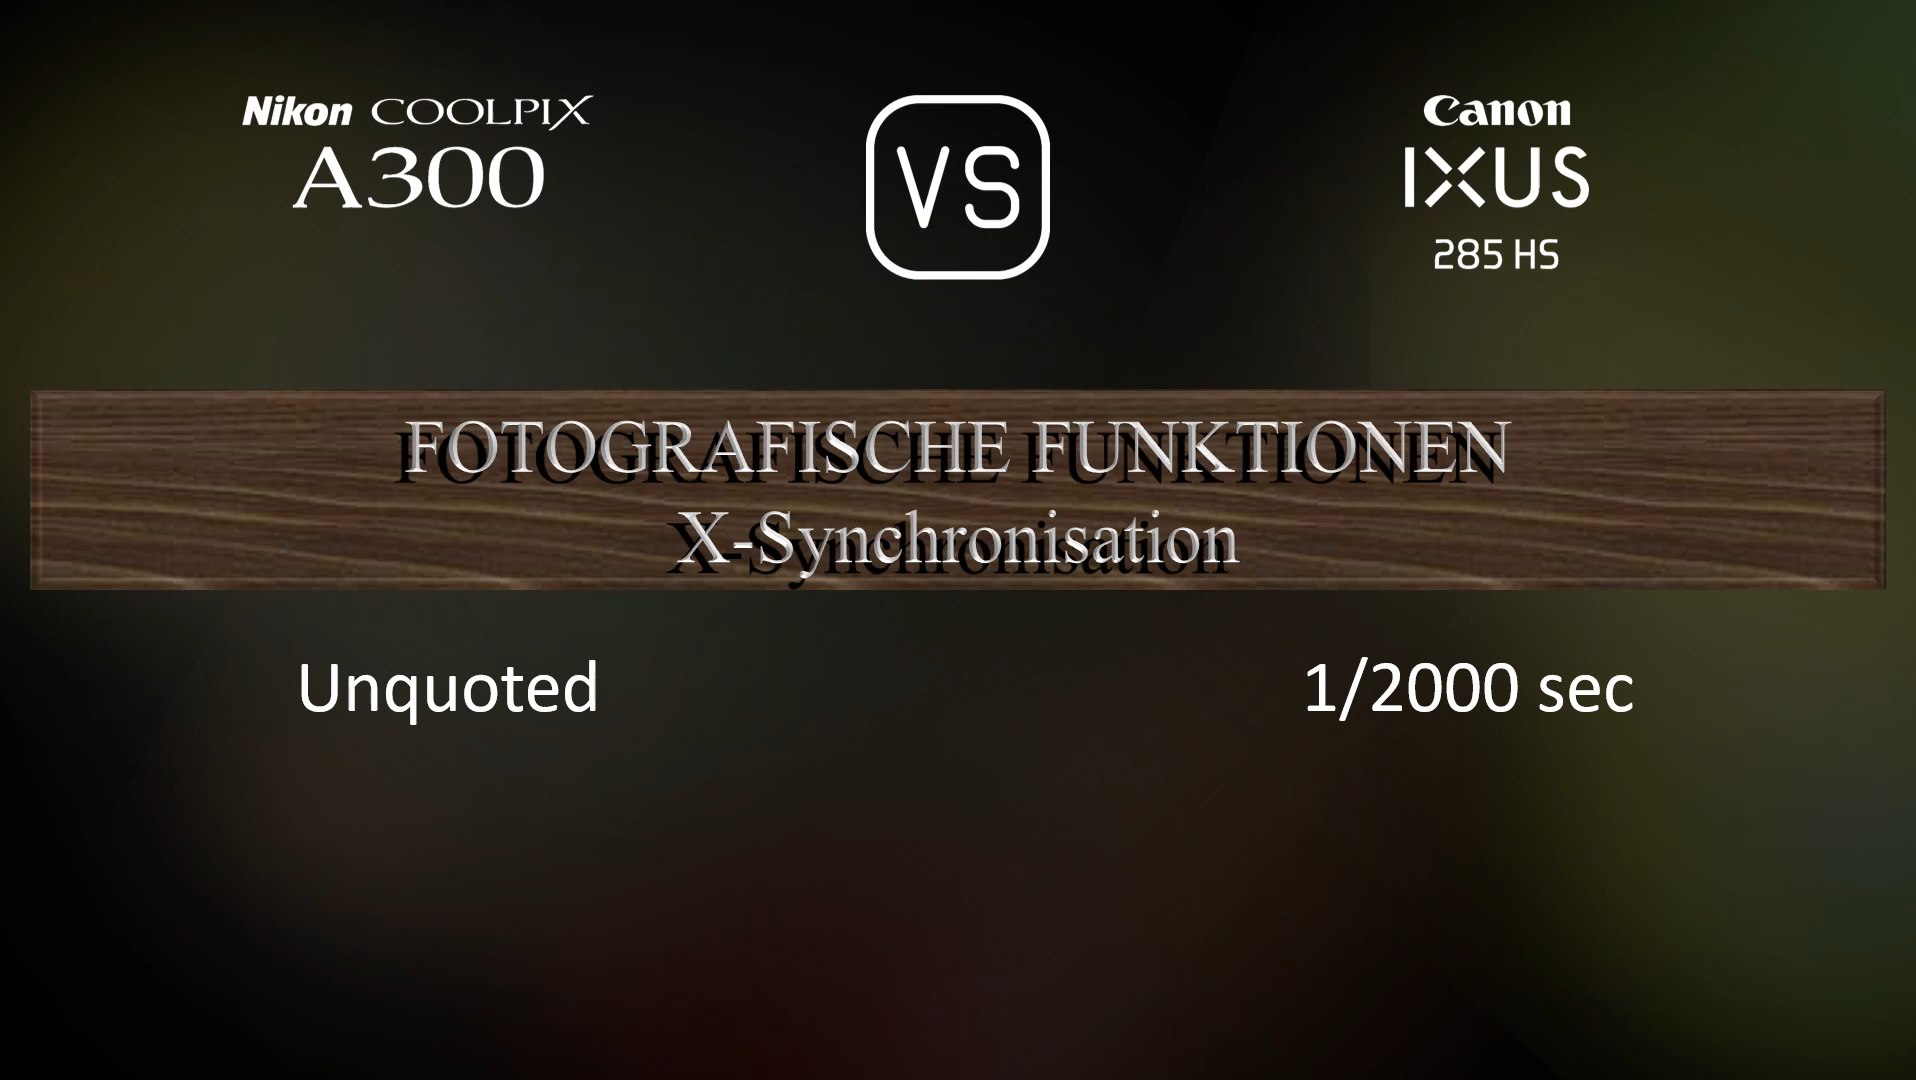 Nikon COOLPIX
A300
VS
Canon
IXUS
285 HS
FOTOGRAFISCHE FUNKTIONEN
X-Synchronisation
Unquoted
1/2000 sec